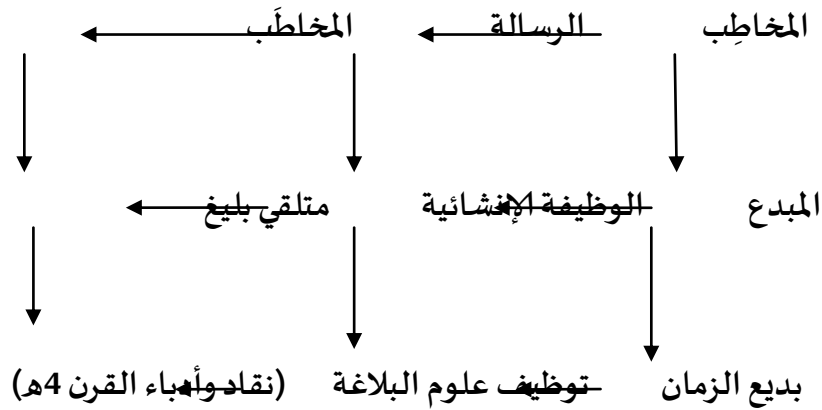 المخاطِب الرسالة المخاطَب
المبدع الوظيفة الإنشائية متلقي بليغ
بديع الزمان توظيف علوم البلاغة (نقاد وأدباء القرن 4هـ)